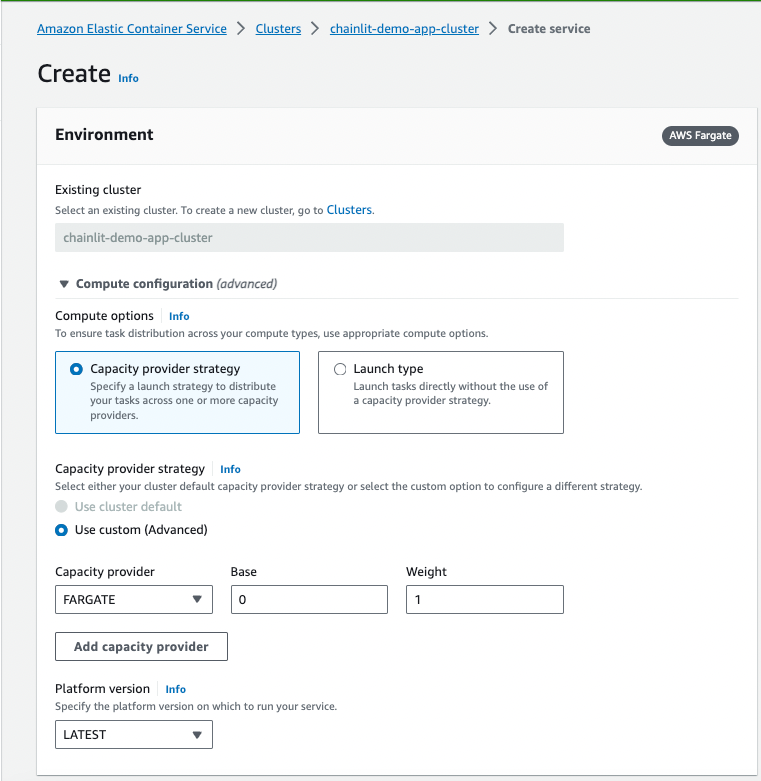 Amazon Elastic Container Service > Clusters > chainlit-demo-app-cluster > Create service
Create Info
Environment AWS Fargate
Existing cluster
Select an existing cluster. To create a new cluster, go to Clusters.
chainlit-demo-app-cluster
Compute configuration (advanced)
Compute options Info
To ensure task distribution across your compute types, use appropriate compute options.
Capacity provider strategy
Specify a launch strategy to distribute
your tasks across one or more capacity
providers.
Launch type
Launch tasks directly without the use of
a capacity provider strategy.
Capacity provider strategy Info
Select either your cluster default capacity provider strategy or select the custom option to configure a different strategy.
Use cluster default
Use custom (Advanced)
Capacity provider Base Weight
FARGATE 0 1
Add capacity provider
Platform version Info
Specify the platform version on which to run your service.
LATEST